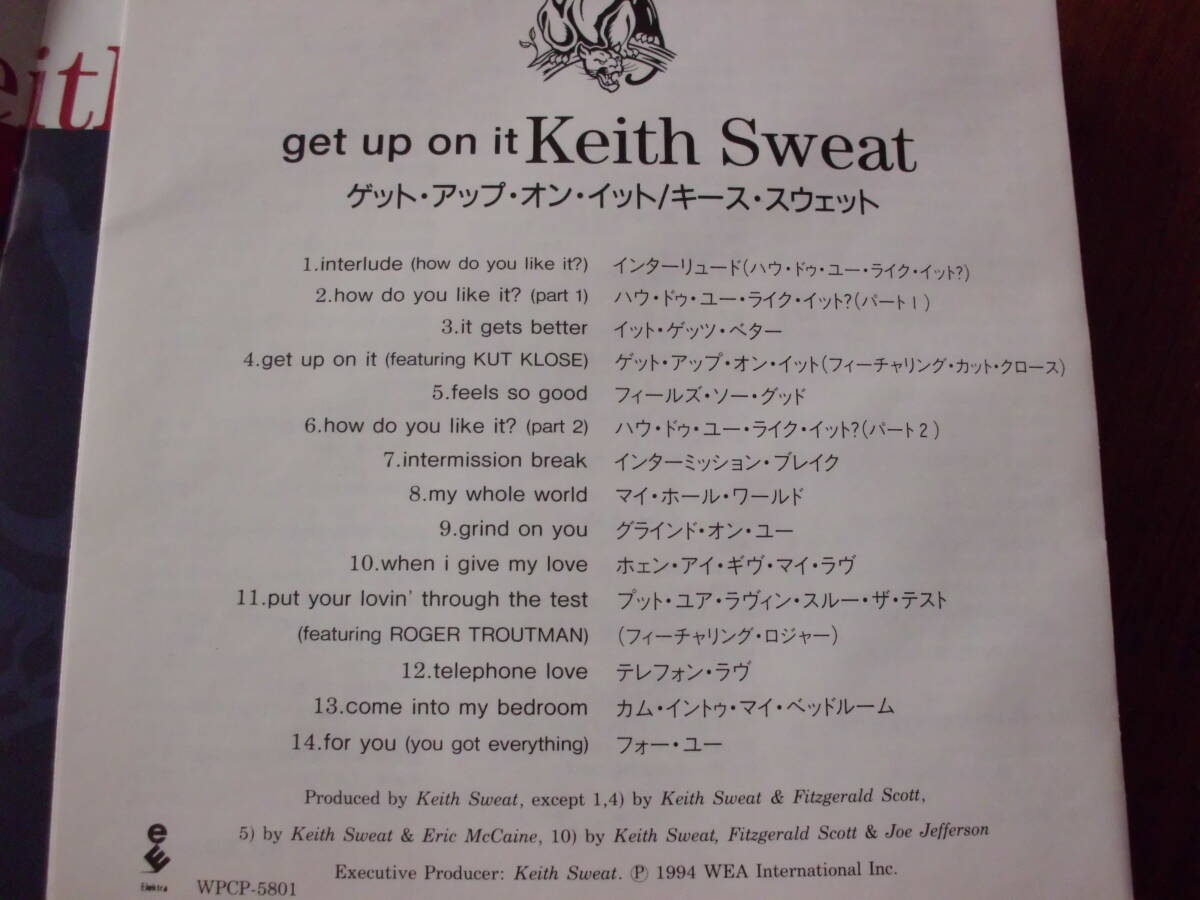 eith
get up on it Keith Sweat
ゲット・アップ・オン・イット/キース・スウェット
1.interlude (how do you like it?) インターリュード(ハウ・ドゥ・ユー・ライク・イット?)
2.how do you like it? (part 1) ハウ・ドゥ・ユー・ライク・イット?(パート1)
3.it gets better イット・ゲッツ・ベター
4.get up on it (featuring KUT KLOSE) ゲット・アップ・オン・イット(フィーチャリング・カット・クロース)
5.feels so good フィールズ・ソー・グッド
6.how do you like it? (part 2) ハウ・ドゥ・ユー・ライク・イット?(パート2)
7.intermission break インターミッション・ブレイク
8.my whole world マイ・ホール・ワールド
9.grind on you グラインド・オン・ユー
10.when i give my love ホェン・アイ・ギヴ・マイ・ラヴ
11.put your lovin' through the test プット・ユア・ラヴィン・スルー・ザ・テスト
(featuring ROGER TROUTMAN) (フィーチャリング・ロジャー)
12.telephone love テレフォン・ラヴ
13.come into my bedroom カム・イントゥ・マイ・ベッドルーム
14.for you (you got everything) フォー・ユー
Produced by Keith Sweat, except 1,4) by Keith Sweat & Fitzgerald Scott,
5) by Keith Sweat & Eric McCaine, 10) by Keith Sweat, Fitzgerald Scott & Joe Jefferson
Executive Producer: Keith Sweat. Ⓟ 1994 WEA International Inc.
Elektra WPCP-5801